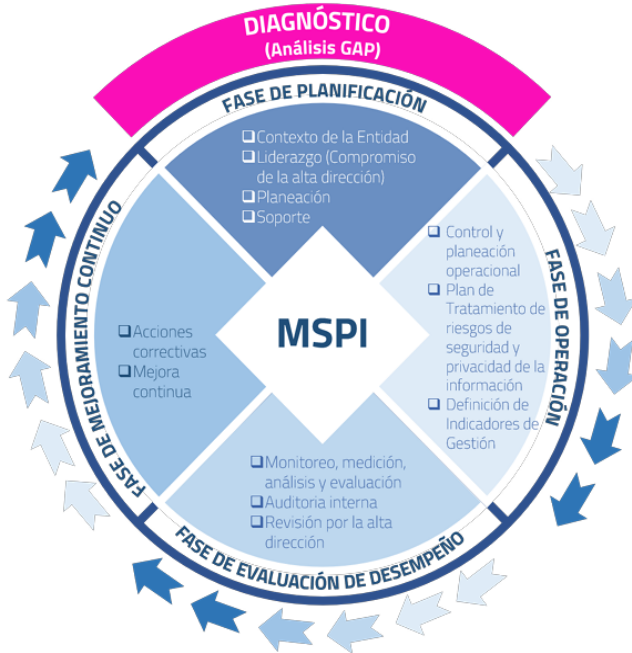 DIAGNÓSTICO
(Análisis GAP)
FASE DE PLANIFICACIÓN
❑Contexto de la Entidad
❑Liderazgo (Compromiso
de la alta dirección)
❑Planeación
❑Soporte
FASE DE OPERACIÓN
❑ Control y
planeación
operacional
❑ Plan de
Tratamiento de
riesgos de
seguridad y
privacidad de la
información
❑ Definición de
Indicadores de
Gestión
MSPI
FASE DE EVALUACIÓN DE DESEMPEÑO
❑Monitoreo, medición,
análisis y evaluación
❑Auditoria interna
❑Revisión por la alta
dirección
FASE DE MEJORAMIENTO CONTINUO
❑Acciones
correctivas
❑Mejora
continua